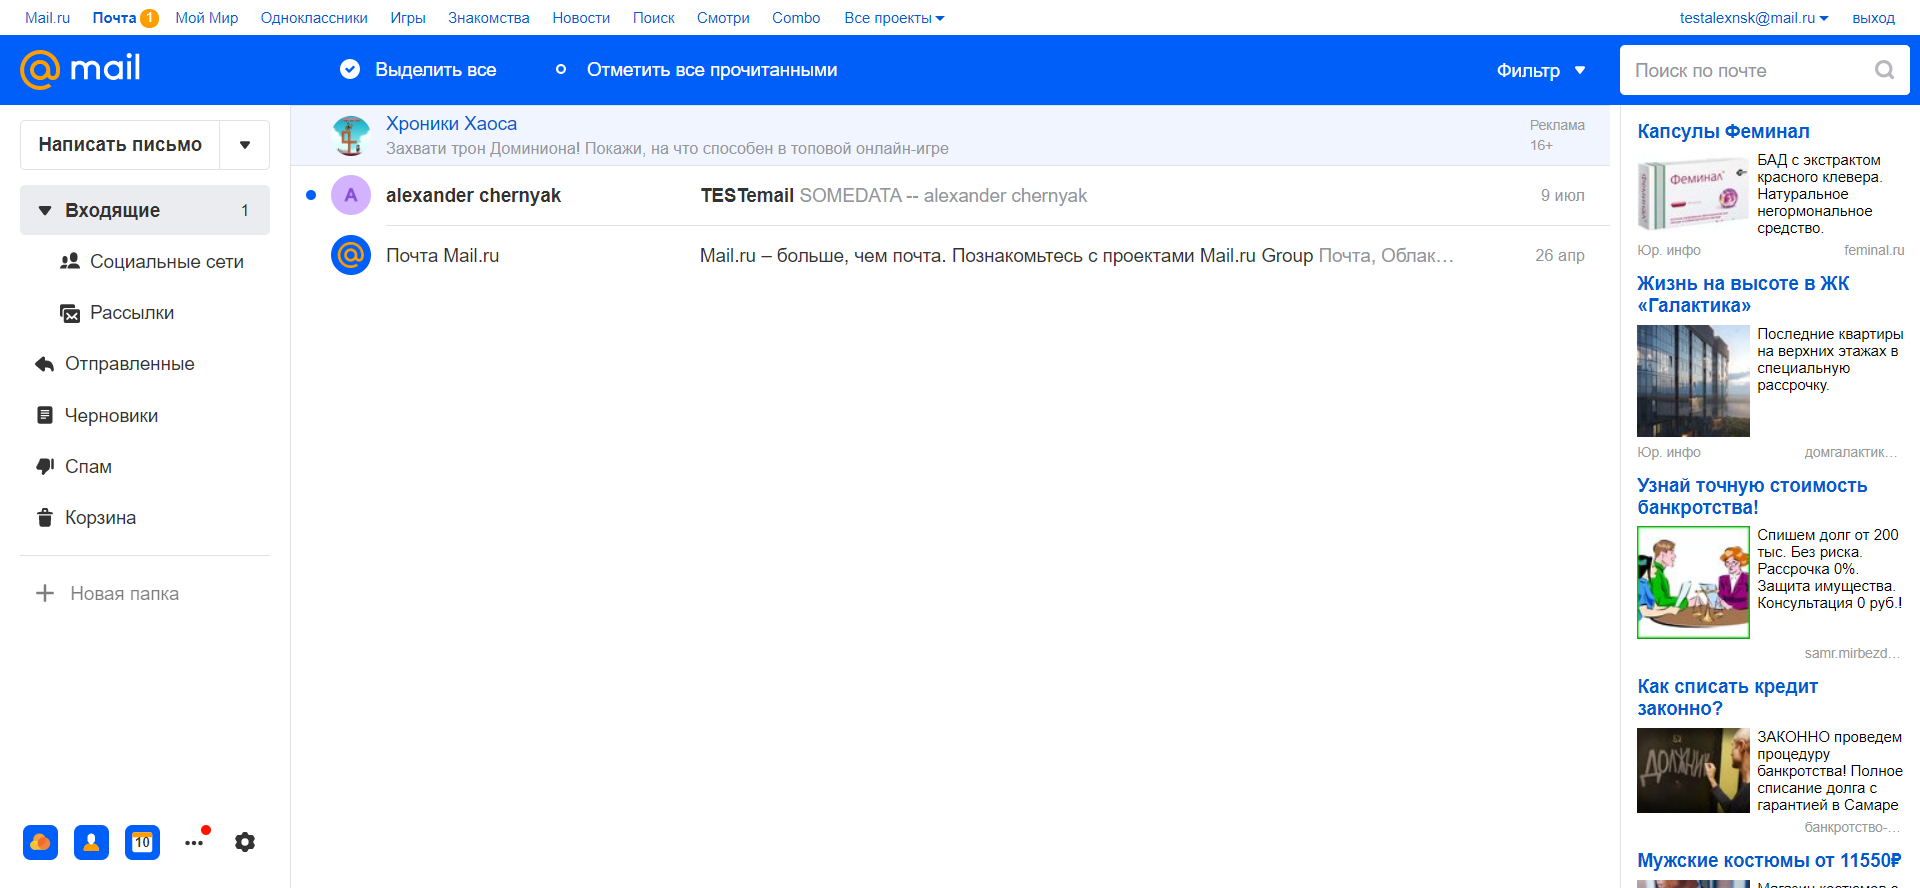 Mail.ru Почта 1 Мой Мир Одноклассники Игры Знакомства Новости Поиск Смотри Combo Все проекты testalexnsk@mail.ru выход
@mail Выделить все Отметить все прочитанными Фильтр Поиск по почте
Написать письмо
Входящие 1
Социальные сети
Рассылки
Отправленные
Черновики
Спам
Корзина
Новая папка
10
Хроники Хаоса
Захвати трон Доминиона! Покажи, на что способен в топовой онлайн-игре
Реклама
16+
A alexander chernyak TESTemail SOMEDATA -- alexander chernyak 9 июл
@ Почта Mail.ru Mail.ru – больше, чем почта. Познакомьтесь с проектами Mail.ru Group Почта, Облак… 26 апр
Капсулы Феминал
Феминал
БАД с экстрактом
красного клевера.
Натуральное
негормональное
средство.
Юр. инфо feminal.ru
Жизнь на высоте в ЖК
«Галактика»
Последние квартиры
на верхних этажах в
специальную
рассрочку.
Юр. инфо домгалактик…
Узнай точную стоимость
банкротства!
Спишем долг от 200
тыс. Без риска.
Рассрочка 0%.
Защита имущества.
Консультация 0 руб.!
samr.mirbezd…
Как списать кредит
законно?
ДОЛЖНИК
ЗАКОННО проведем
процедуру
банкротства! Полное
списание долга с
гарантией в Самаре
банкротство-…
Мужские костюмы от 11550₽